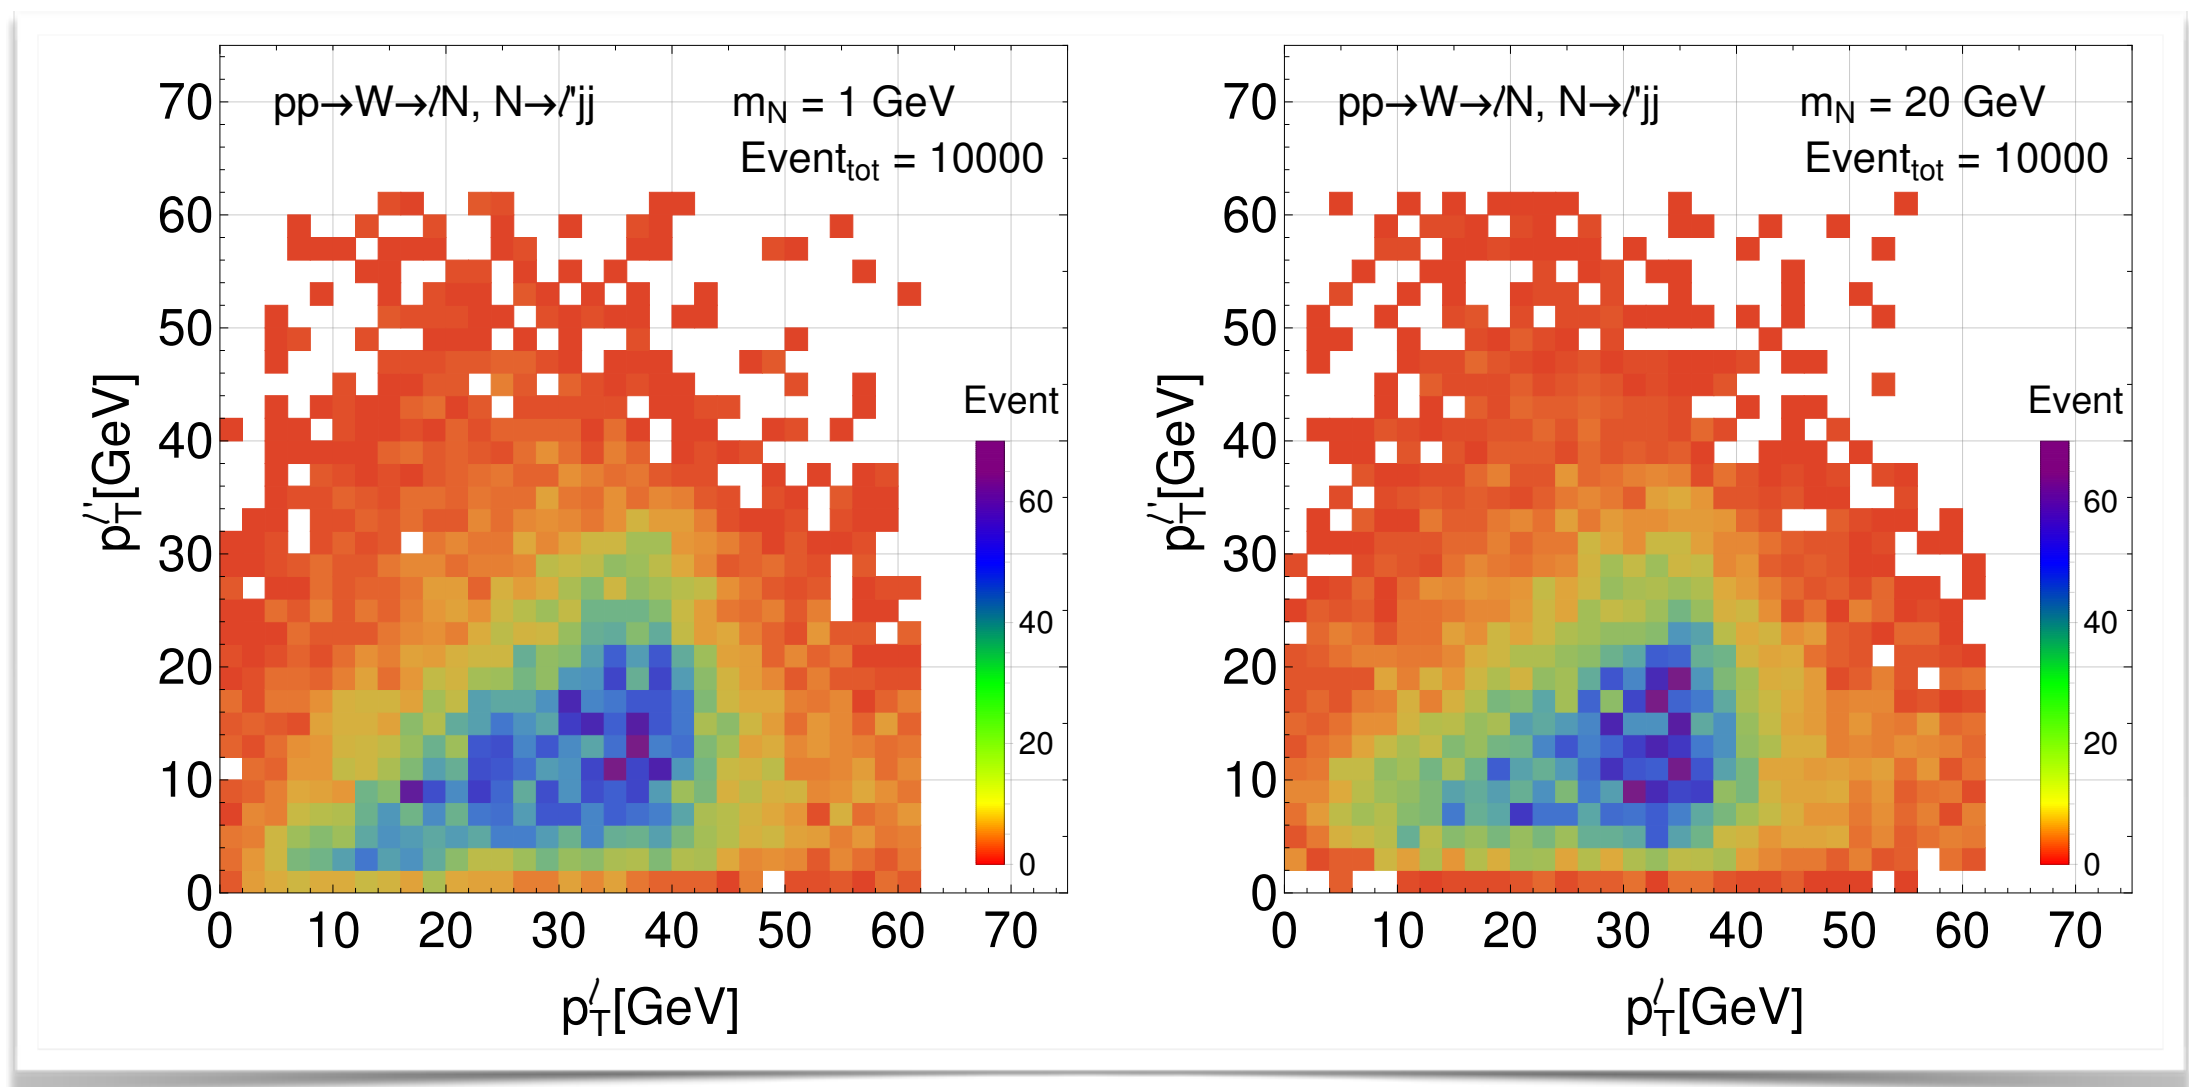 pp→W→ℓN, N→ℓ'jj
m_N = 1 GeV
Event_tot = 10000
70
60
50
40
30
20
10
0
p_T^ℓ'[GeV]
Event
60
40
20
0
0 10 20 30 40 50 60 70
p_T^ℓ[GeV]
pp→W→ℓN, N→ℓ'jj
m_N = 20 GeV
Event_tot = 10000
70
60
50
40
30
20
10
0
p_T^ℓ'[GeV]
Event
60
40
20
0
0 10 20 30 40 50 60 70
p_T^ℓ[GeV]